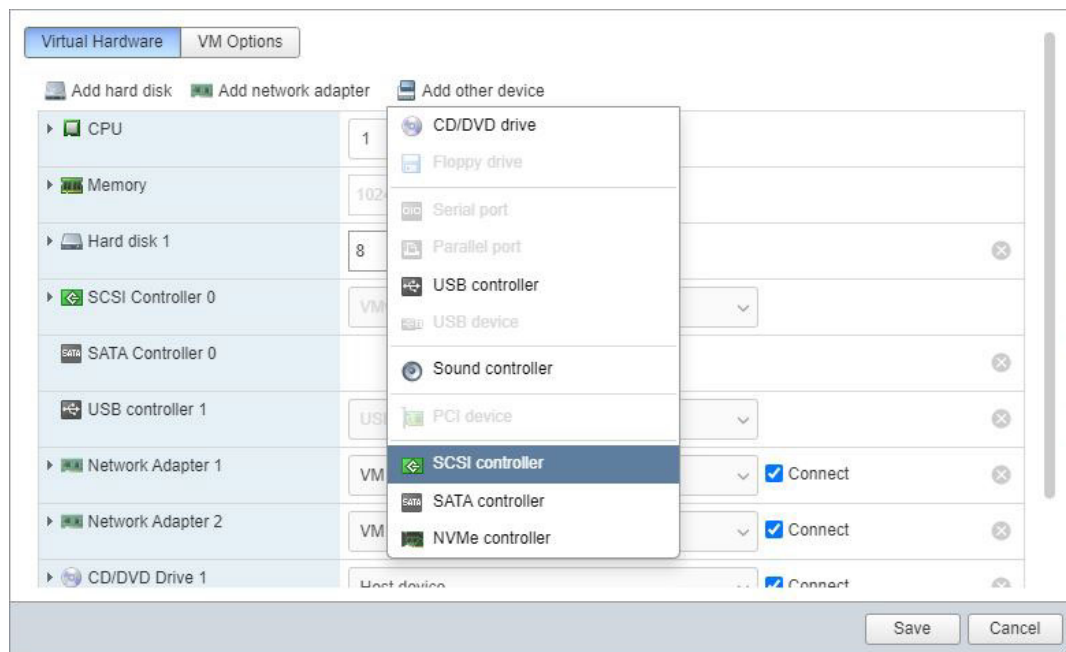 Virtual Hardware
VM Options
Add hard disk
Add network adapter
Add other device
CPU
1
Memory
1024
Hard disk 1
8
SCSI Controller 0
SATA Controller 0
USB controller 1
Network Adapter 1
VM
Connect
Network Adapter 2
VM
Connect
CD/DVD Drive 1
Host device
Connect
CD/DVD drive
Floppy drive
Serial port
Parallel port
USB controller
USB device
Sound controller
PCI device
SCSI controller
SATA controller
NVMe controller
Save
Cancel